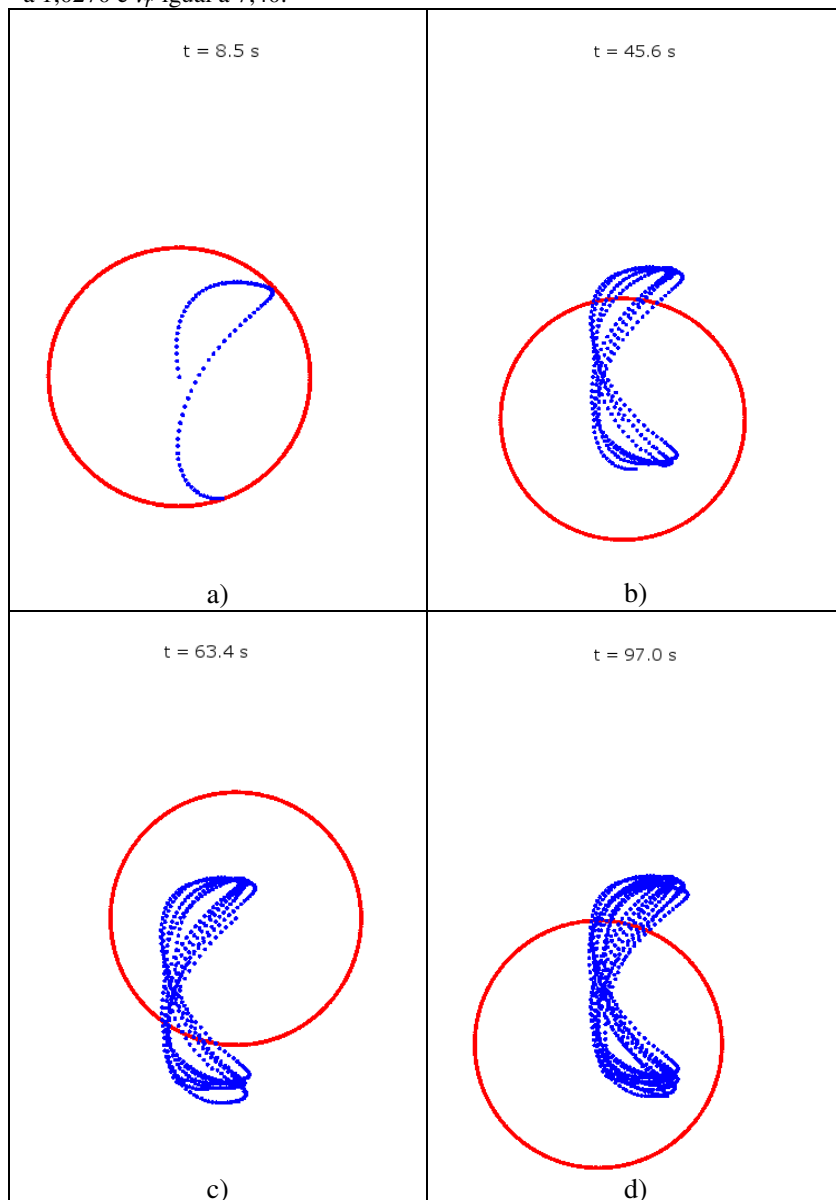 t = 8.5 s
t = 45.6 s
a)
b)
t = 63.4 s
t = 97.0 s
c)
d)